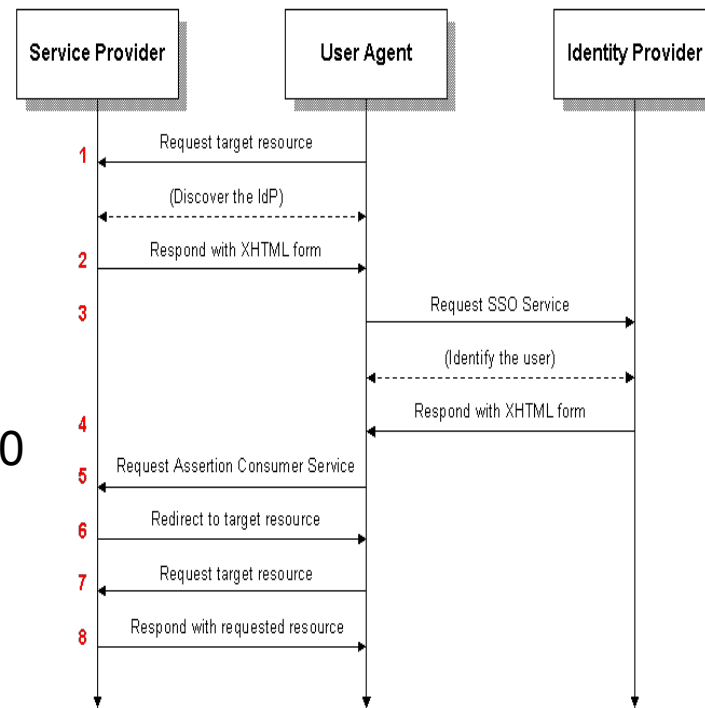 Service Provider User Agent Identity Provider
1 Request target resource
(Discover the IdP)
2 Respond with XHTML form
3 Request SSO Service
(Identify the user)
4 Respond with XHTML form
0
5 Request Assertion Consumer Service
6 Redirect to target resource
7 Request target resource
8 Respond with requested resource